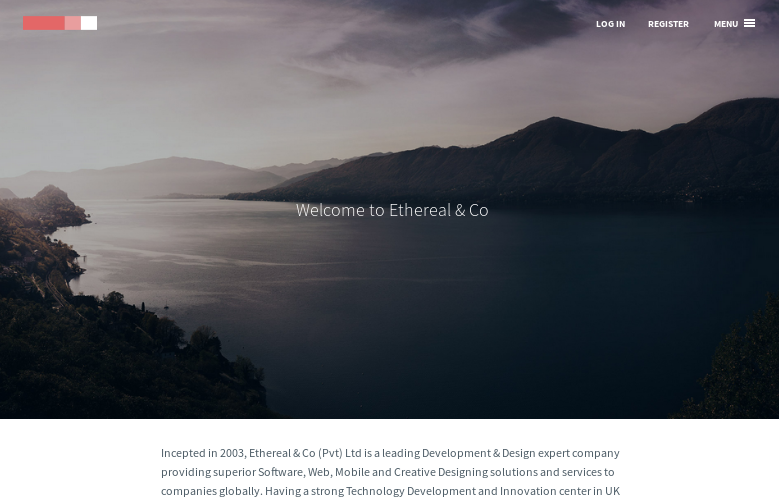 LOG IN REGISTER MENU
Welcome to Ethereal & Co
Incepted in 2003, Ethereal & Co (Pvt) Ltd is a leading Development & Design expert company
providing superior Software, Web, Mobile and Creative Designing solutions and services to
companies globally. Having a strong Technology Development and Innovation center in UK